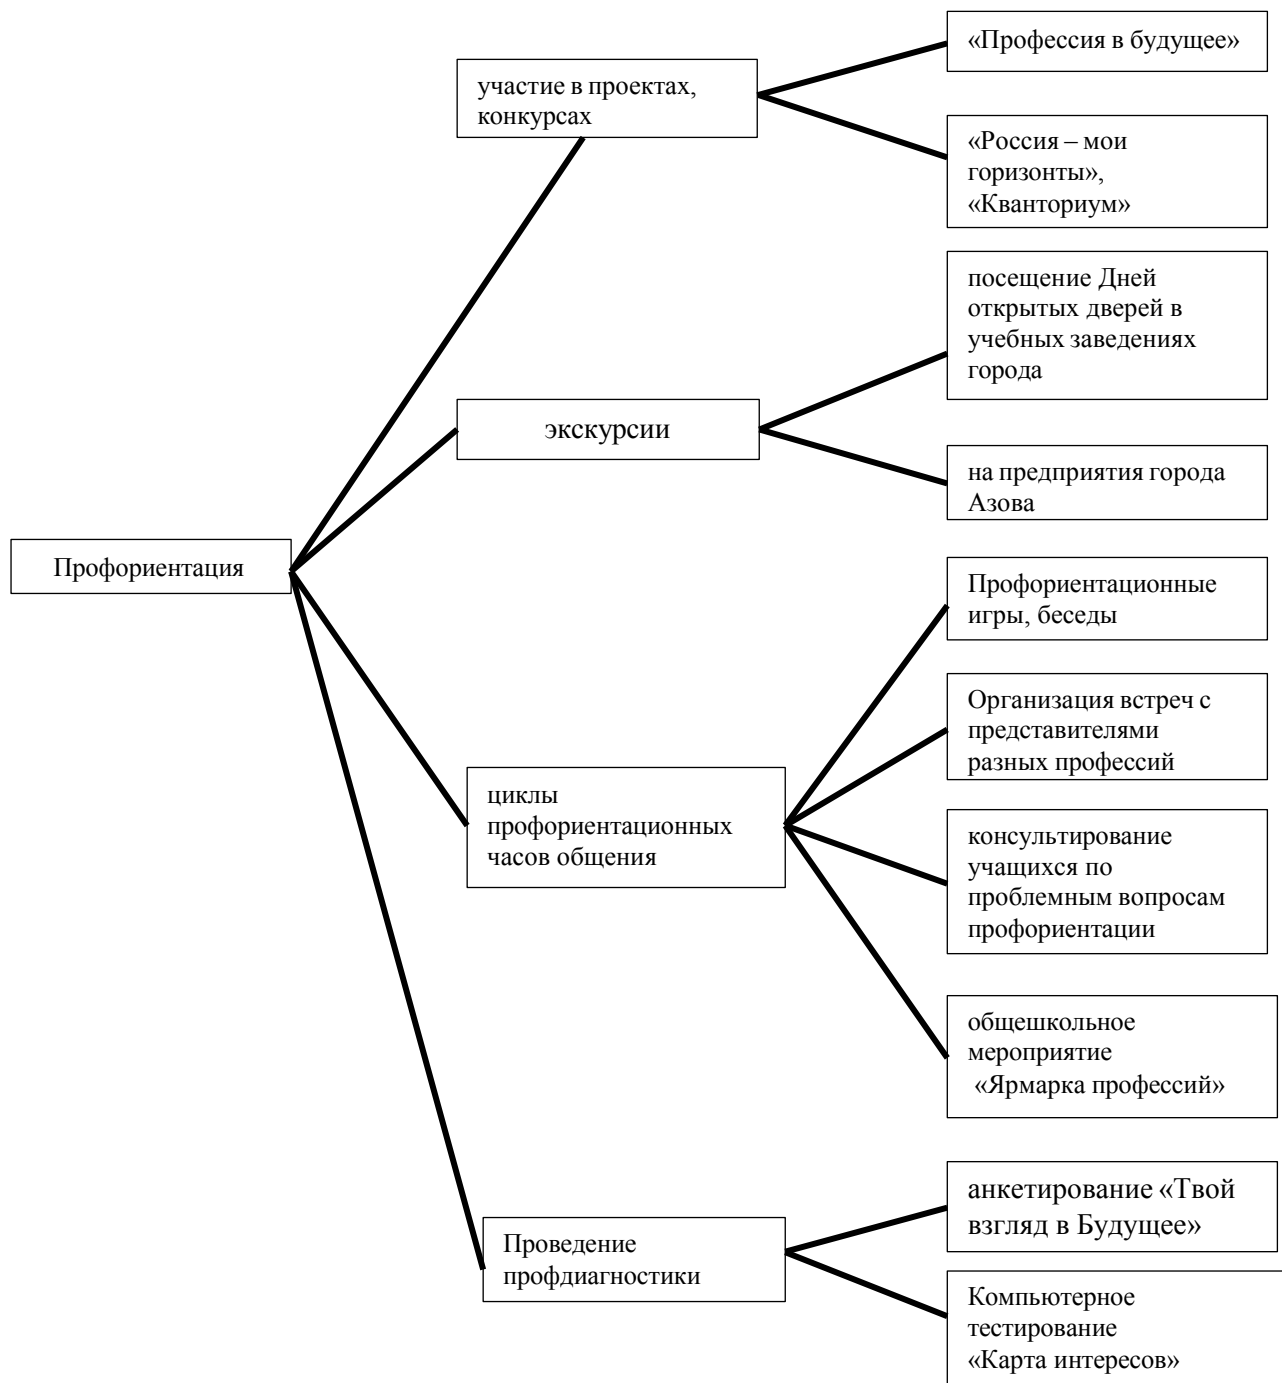 «Профессия в будущее»
участие в проектах,
конкурсах
«Россия – мои
горизонты»,
«Кванториум»
посещение Дней
открытых дверей в
учебных заведениях
города
экскурсии
на предприятия города
Азова
Профориентация
Профориентационные
игры, беседы
Организация встреч с
представителями
разных профессий
циклы
профориентационных
часов общения
консультирование
учащихся по
проблемным вопросам
профориентации
общешкольное
мероприятие
«Ярмарка профессий»
анкетирование «Твой
взгляд в Будущее»
Проведение
профдиагностики
Компьютерное
тестирование
«Карта интересов»